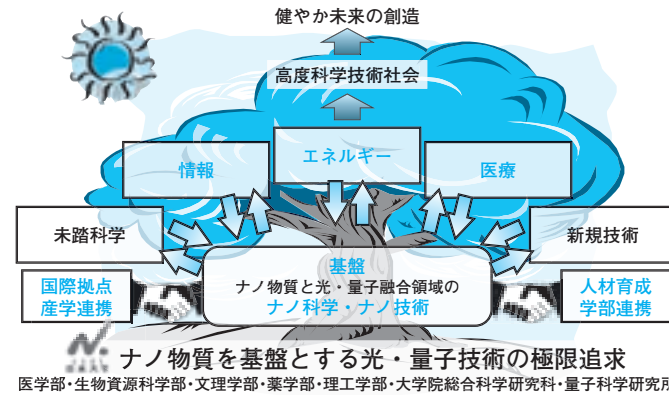 健やか未来の創造
高度科学技術社会
情報
エネルギー
医療
未踏科学
新規技術
基盤
ナノ物質と光・量子融合領域の
ナノ科学・ナノ技術
国際拠点
産学連携
人材育成
学部連携
ナノ物質を基盤とする光・量子技術の極限追求
医学部・生物資源科学部・文理学部・薬学部・理工学部・大学院総合科学研究科・量子科学研究所